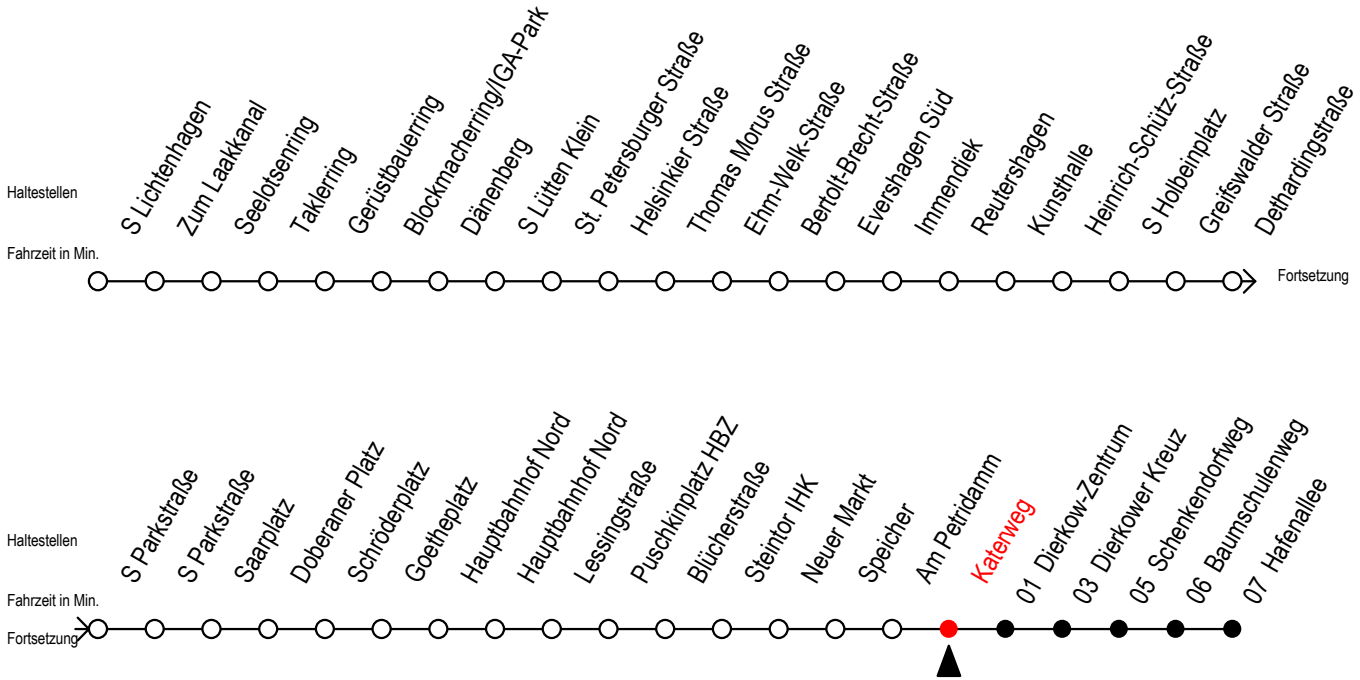 Haltestellen
S Lichtenhagen
Zum Laakkanal
Seelotsenring
Taklerring
Gerüstbauerring
Blockmacherring/IGA-Park
Dänenberg
S Lütten Klein
St. Petersburger Straße
Helsinkier Straße
Thomas Morus Straße
Ehm-Welk-Straße
Bertolt-Brecht-Straße
Evershagen Süd
Immendiek
Reutershagen
Kunsthalle
Heinrich-Schütz-Straße
S Holbeinplatz
Greifswalder Straße
Dethardingstraße
Fahrzeit in Min.
Fortsetzung
Haltestellen
S Parkstraße
S Parkstraße
Saarplatz
Doberaner Platz
Schröderplatz
Goetheplatz
Hauptbahnhof Nord
Hauptbahnhof Nord
Lessingstraße
Puschkinplatz HBZ
Blücherstraße
Steintor IHK
Neuer Markt
Speicher
Am Petridamm
Katerweg
01 Dierkow-Zentrum
03 Dierkower Kreuz
05 Schenkendorfweg
06 Baumschulenweg
07 Hafenallee
Fahrzeit in Min.
Fortsetzung